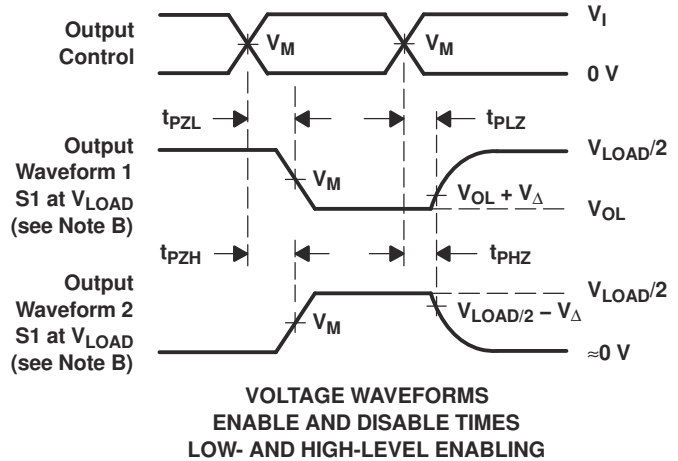 Output
Control
V_M
V_M
V_I
0 V
t_PZL
t_PLZ
Output
Waveform 1
S1 at V_LOAD
(see Note B)
V_M
V_OL + V_Δ
V_LOAD/2
V_OL
t_PZH
t_PHZ
Output
Waveform 2
S1 at V_LOAD
(see Note B)
V_M
V_LOAD/2 − V_Δ
V_LOAD/2
≈0 V
VOLTAGE WAVEFORMS
ENABLE AND DISABLE TIMES
LOW- AND HIGH-LEVEL ENABLING